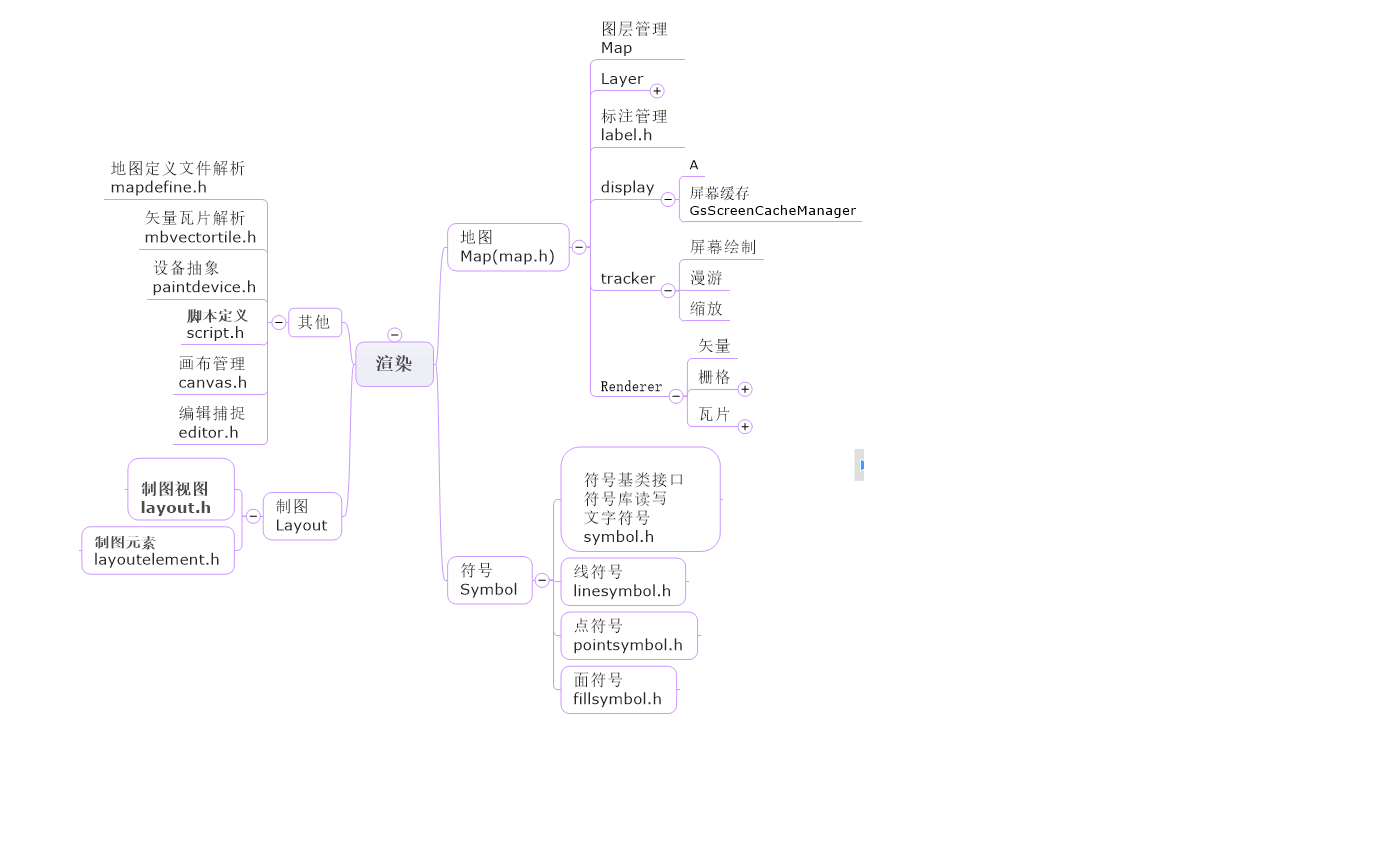 渲染
地图
Map(map.h)
图层管理
Map
Layer
标注管理
label.h
display
A
屏幕缓存
GsScreenCacheManager
tracker
屏幕绘制
漫游
缩放
Renderer
矢量
栅格
瓦片
符号
Symbol
符号基类接口
符号库读写
文字符号
symbol.h
线符号
linesymbol.h
点符号
pointsymbol.h
面符号
fillsymbol.h
其他
地图定义文件解析
mapdefine.h
矢量瓦片解析
mbvectortile.h
设备抽象
paintdevice.h
脚本定义
script.h
画布管理
canvas.h
编辑捕捉
editor.h
制图
Layout
制图视图
layout.h
制图元素
layoutelement.h